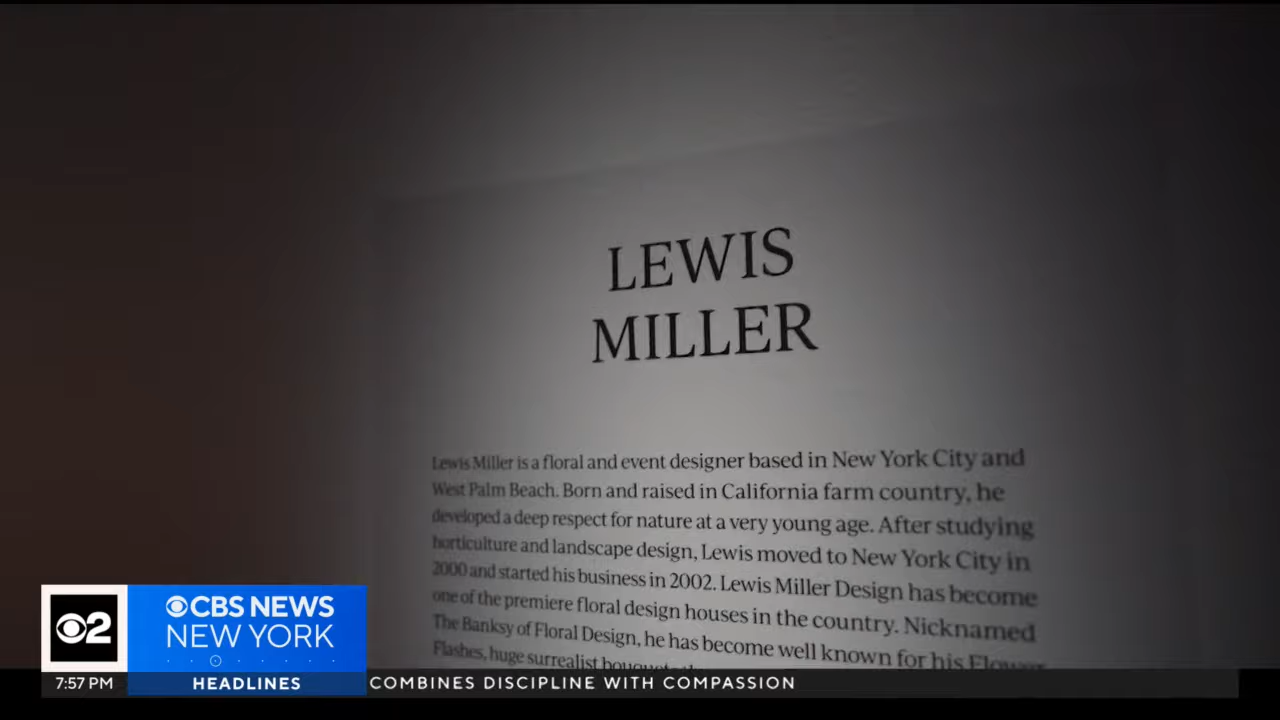 LEWIS
MILLER
Lewis Miller is a floral and event designer based in New York City and
West Palm Beach. Born and raised in California farm country, he
developed a deep respect for nature at a very young age. After studying
horticulture and landscape design, Lewis moved to New York City in
2000 and started his business in 2002. Lewis Miller Design has become
one of the premiere floral design houses in the country. Nicknamed
The Banksy of Floral Design, he has become well known for his Flower
Flashes, huge surrealist
2
CBS NEWS
NEW YORK
7:57 PM
HEADLINES
COMBINES DISCIPLINE WITH COMPASSION